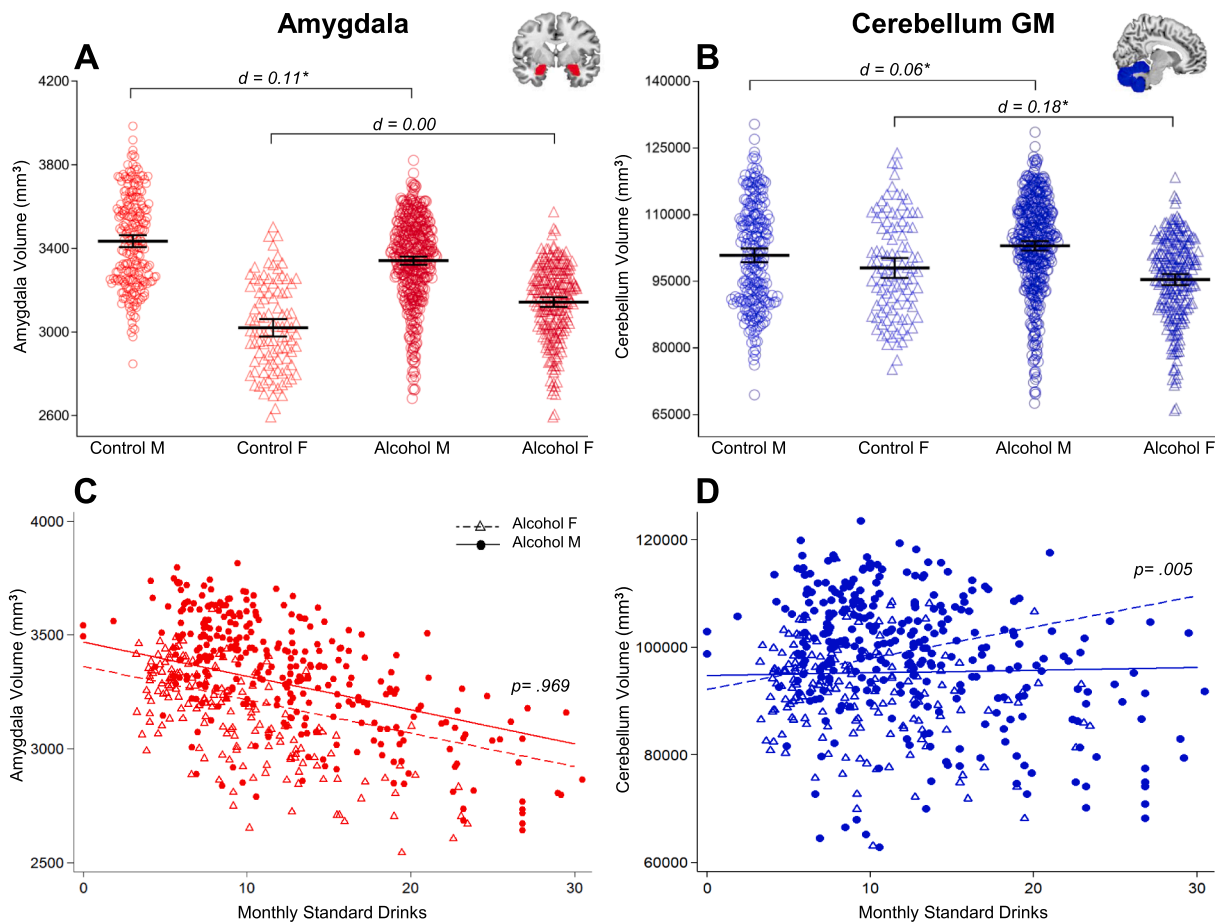 Amygdala
A
d = 0.11*
d = 0.00
4200
3800
3400
3000
2600
Amygdala Volume (mm³)
Control M
Control F
Alcohol M
Alcohol F
Cerebellum GM
B
d = 0.06*
d = 0.18*
140000
125000
110000
95000
80000
65000
Cerebellum Volume (mm³)
Control M
Control F
Alcohol M
Alcohol F
C
Alcohol F
Alcohol M
4000
3500
3000
2500
Amygdala Volume (mm³)
p= .969
0
10
20
30
Monthly Standard Drinks
D
120000
100000
80000
60000
Cerebellum Volume (mm³)
p= .005
0
10
20
30
Monthly Standard Drinks